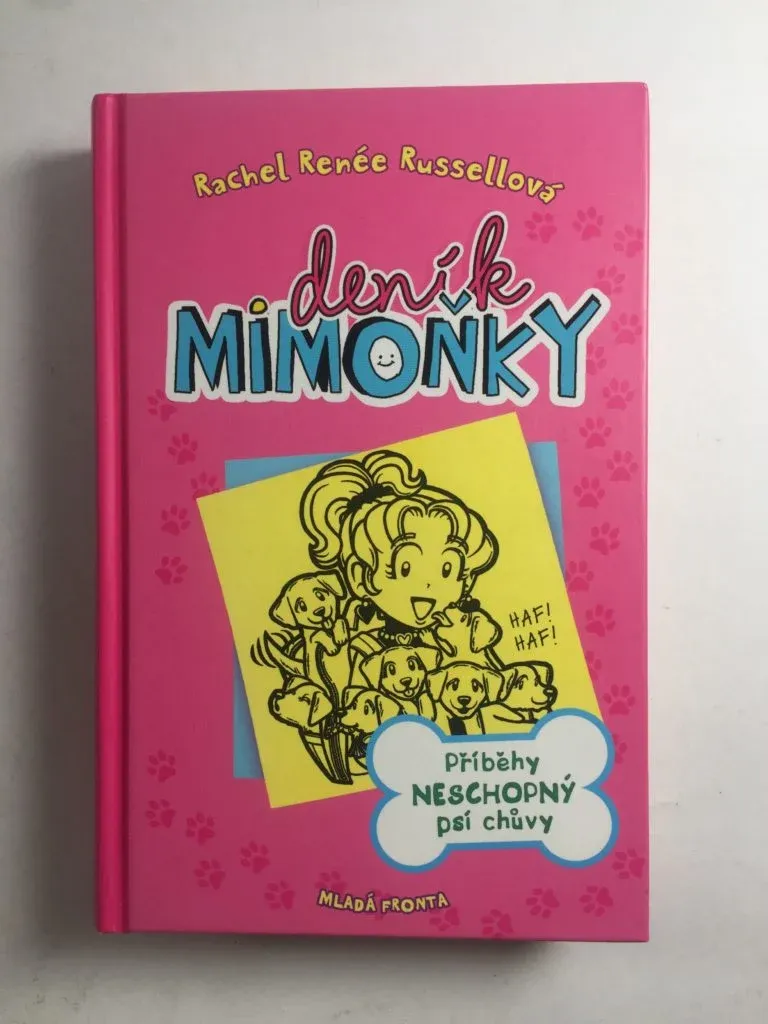 Rachel Renée Russellová
deník
MIMOŇKY
HAF!
HAF!
Příběhy
NESCHOPNÝ
psí chůvy
MLADÁ FRONTA